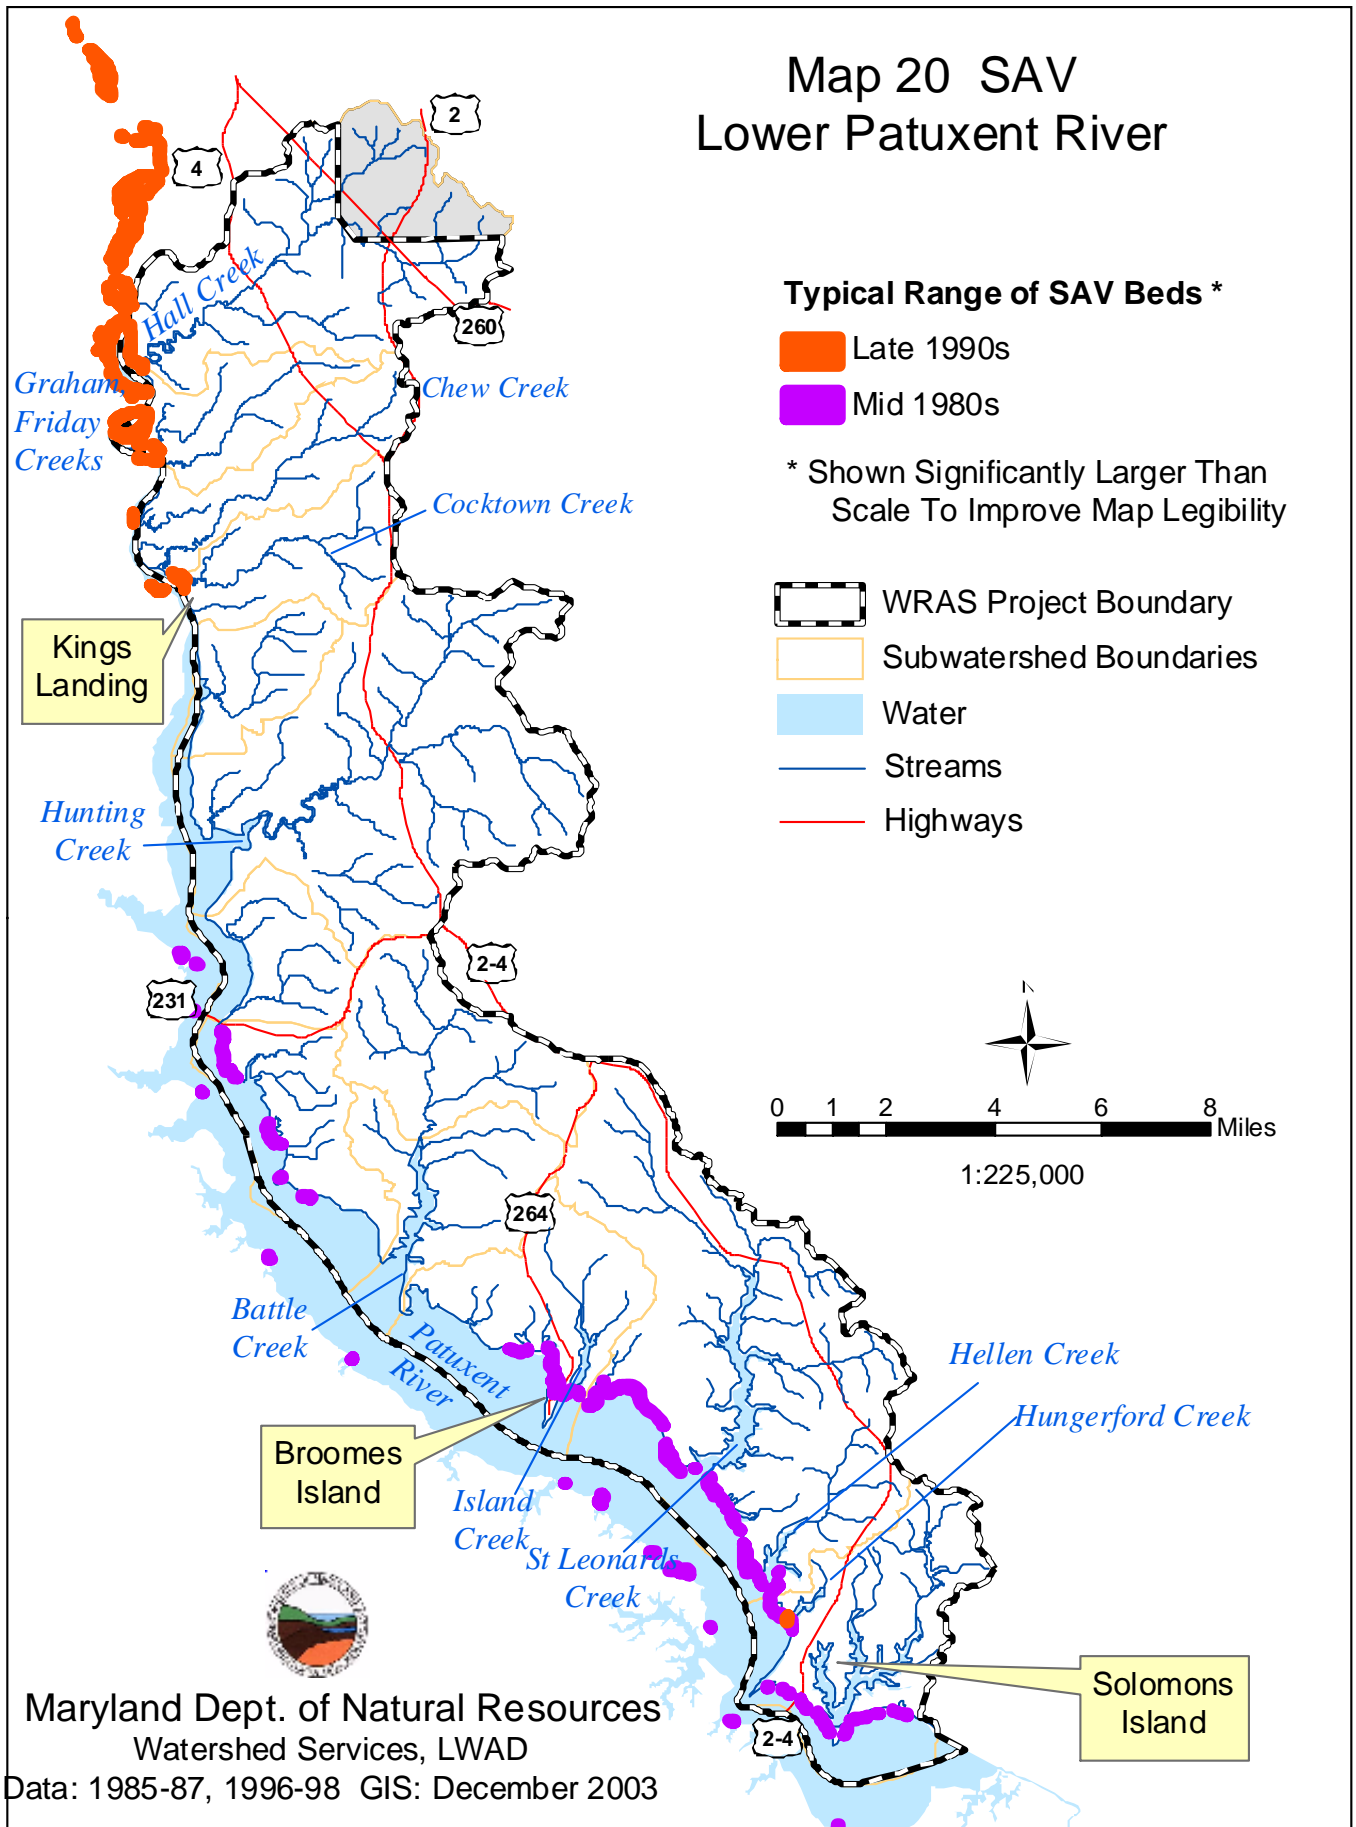 Map 20 SAV
Lower Patuxent River
2
4
Hall Creek
260
Typical Range of SAV Beds *
Late 1990s
Mid 1980s
* Shown Significantly Larger Than
Scale To Improve Map Legibility
Graham,
Friday
Creeks
Chew Creek
Cocktown Creek
WRAS Project Boundary
Subwatershed Boundaries
Water
Streams
Highways
Kings
Landing
Hunting
Creek
2-4
231
N
0 1 2 4 6 8 Miles
1:225,000
264
Battle
Creek
Patuxent
River
Hellen Creek
Hungerford Creek
Broomes
Island
Island
Creek
St Leonards
Creek
Solomons
Island
2-4
Maryland Dept. of Natural Resources
Watershed Services, LWAD
Data: 1985-87, 1996-98 GIS: December 2003